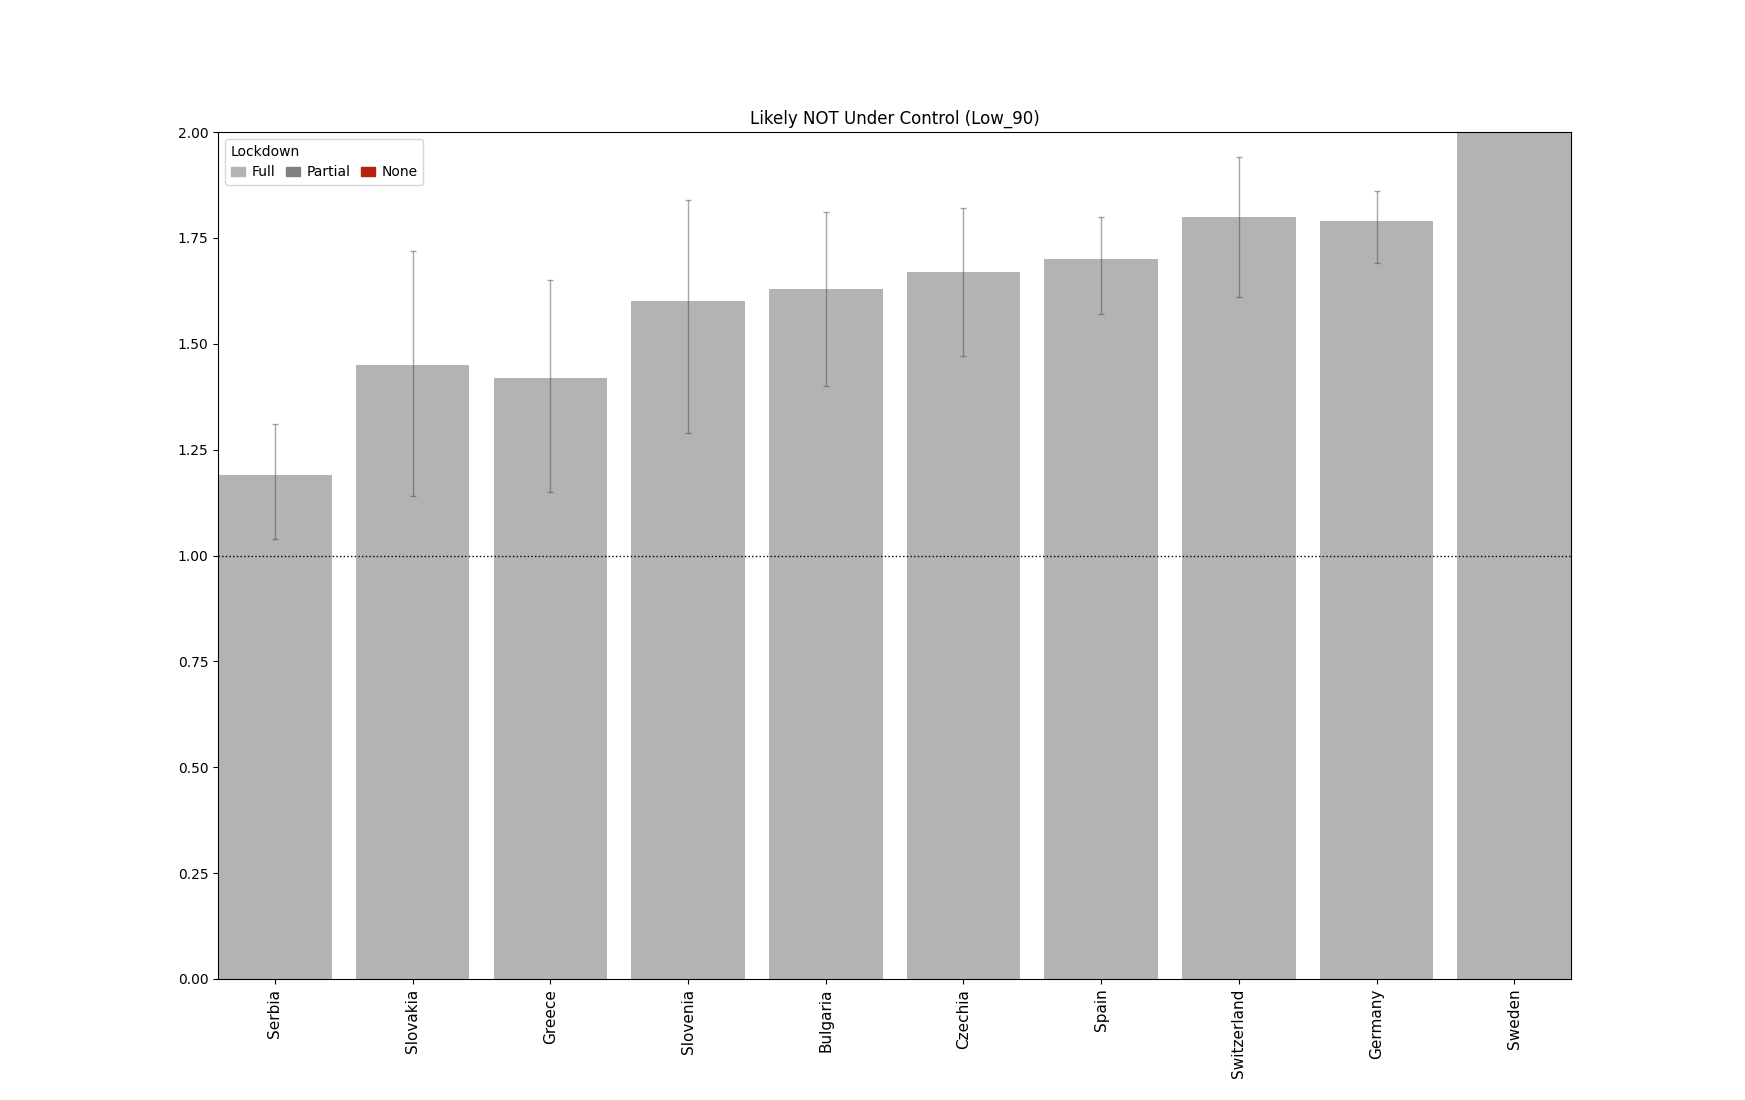 Likely NOT Under Control (Low_90)
Lockdown
Full Partial None
2.00
1.75
1.50
1.25
1.00
0.75
0.50
0.25
0.00
Serbia
Slovakia
Greece
Slovenia
Bulgaria
Czechia
Spain
Switzerland
Germany
Sweden